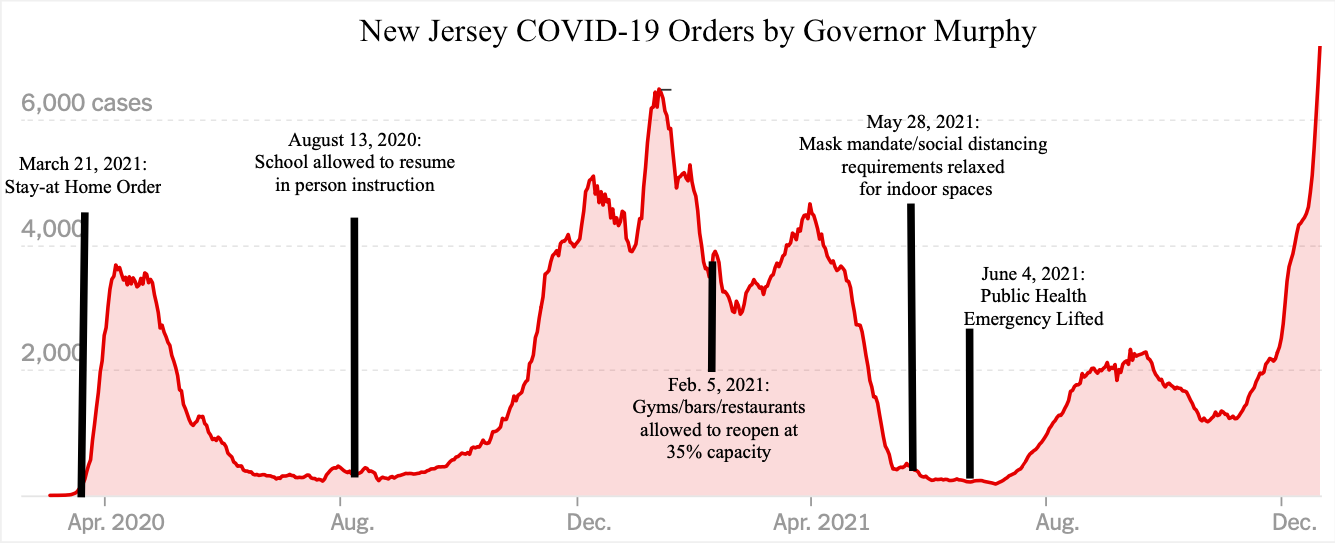 New Jersey COVID-19 Orders by Governor Murphy
6,000 cases
March 21, 2021:
Stay-at Home Order
August 13, 2020:
School allowed to resume
in person instruction
May 28, 2021:
Mask mandate/social distancing
requirements relaxed
for indoor spaces
4,000
June 4, 2021:
Public Health
Emergency Lifted
2,000
Feb. 5, 2021:
Gyms/bars/restaurants
allowed to reopen at
35% capacity
Apr. 2020
Aug.
Dec.
Apr. 2021
Aug.
Dec.